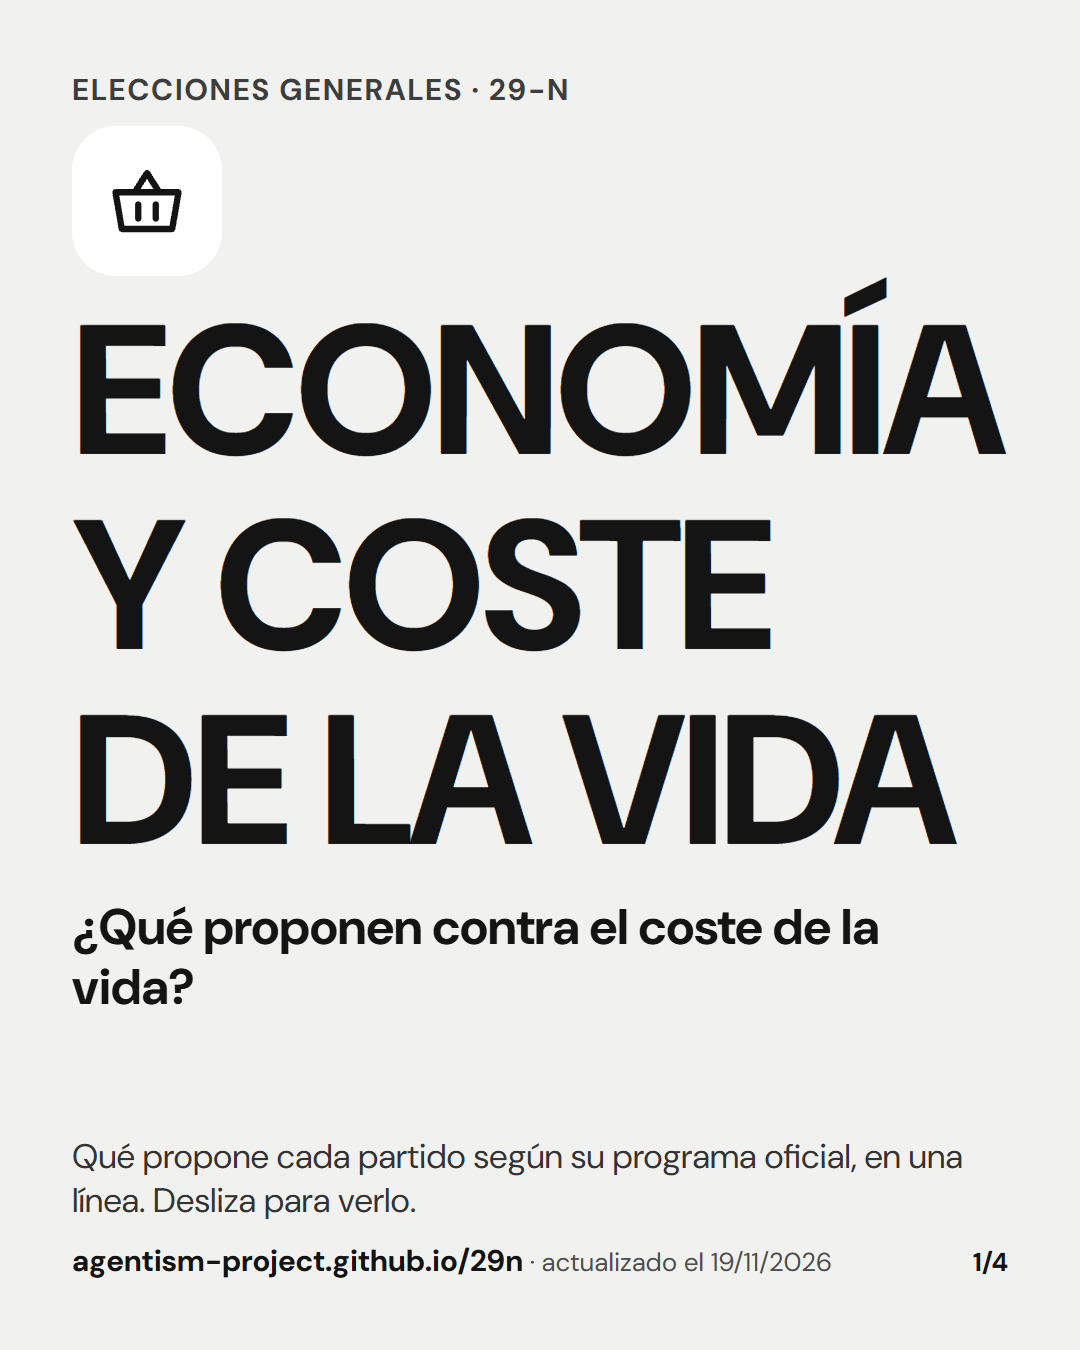 ELECCIONES GENERALES · 29-N
ECONOMÍA
Y COSTE
DE LA VIDA
¿Qué proponen contra el coste de la
vida?
Qué propone cada partido según su programa oficial, en una
línea. Desliza para verlo.
agentism-project.github.io/29n · actualizado el 19/11/2026
1/4